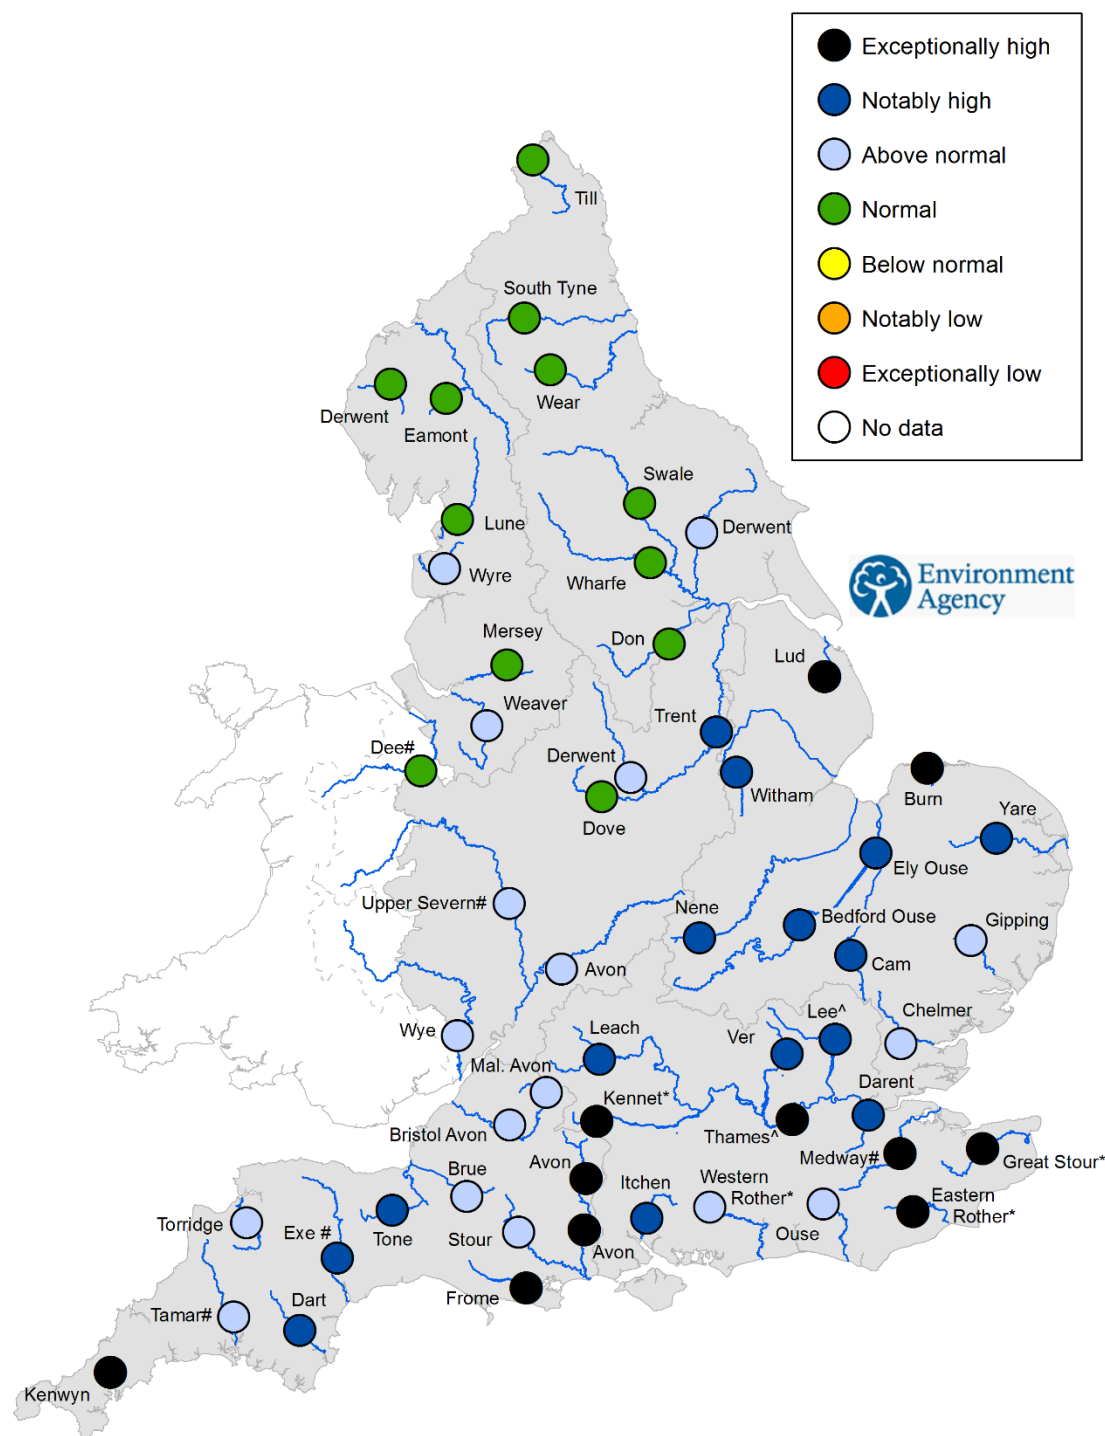 Exceptionally high
Notably high
Above normal
Normal
Below normal
Notably low
Exceptionally low
No data
Environment
Agency
Till
South Tyne
Wear
Derwent
Eamont
Swale
Derwent
Lune
Wyre
Wharfe
Mersey
Don
Lud
Weaver
Trent
Dee#
Derwent
Witham
Burn
Dove
Yare
Ely Ouse
Upper Severn#
Nene
Bedford Ouse
Gipping
Avon
Cam
Wye
Leach
Ver
Lee^
Chelmer
Mal. Avon
Kennet*
Darent
Bristol Avon
Thames^
Medway#
Great Stour*
Brue
Avon
Itchen
Western
Rother*
Eastern
Rother*
Torridge
Exe #
Tone
Stour
Avon
Ouse
Tamar#
Dart
Frome
Kenwyn